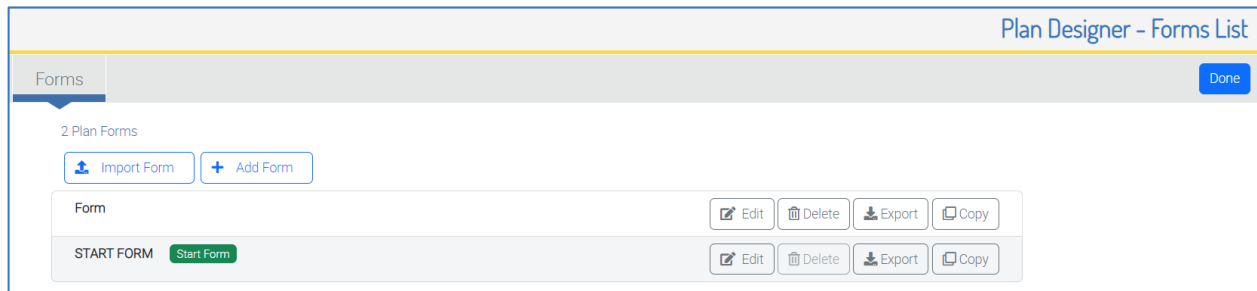 Plan Designer - Forms List
Forms
Done
2 Plan Forms
Import Form + Add Form
Form Edit Delete Export Copy
START FORM Start Form Edit Delete Export Copy